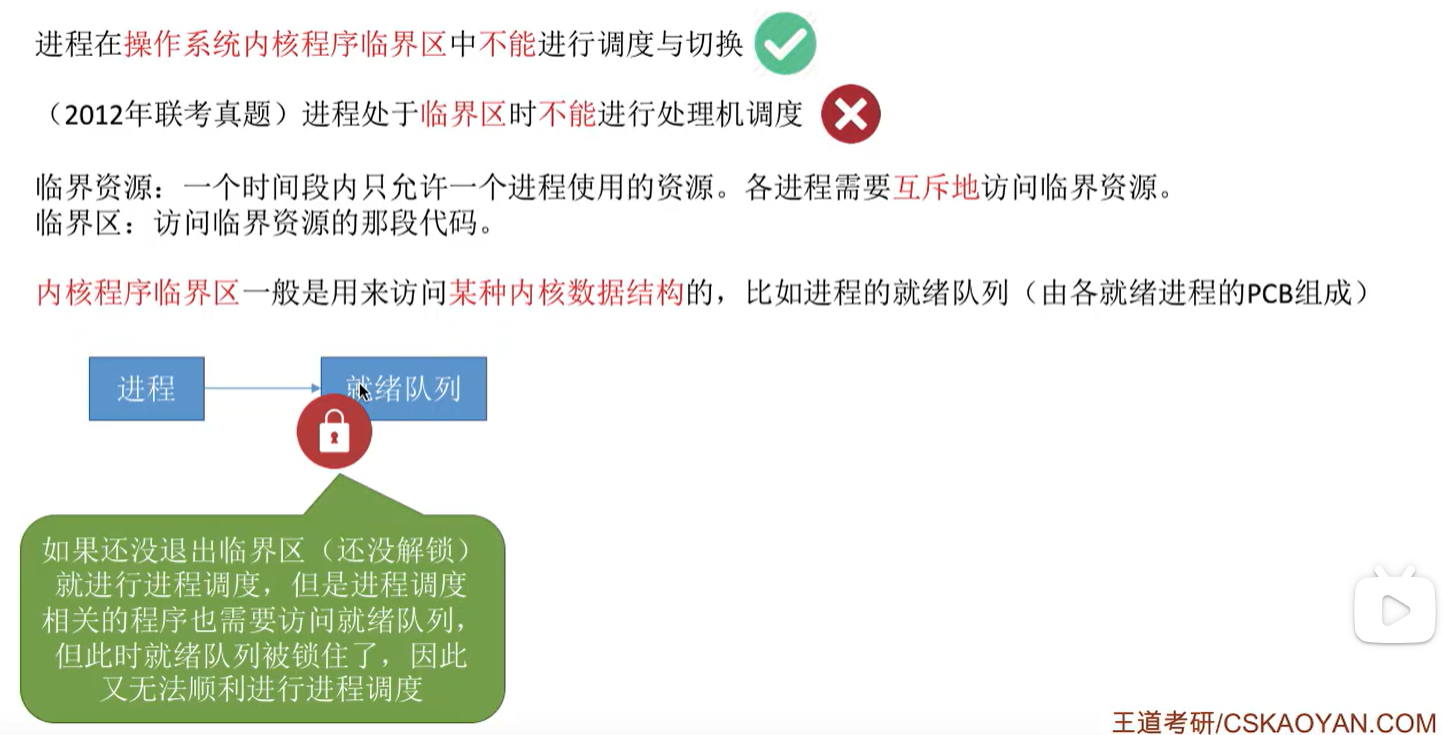 进程在操作系统内核程序临界区中不能进行调度与切换
（2012年联考真题）进程处于临界区时不能进行处理机调度
临界资源：一个时间段内只允许一个进程使用的资源。各进程需要互斥地访问临界资源。
临界区：访问临界资源的那段代码。
内核程序临界区一般是用来访问某种内核数据结构的，比如进程的就绪队列（由各就绪进程的PCB组成）
进程
就绪队列
如果还没退出临界区（还没解锁）
就进行进程调度，但是进程调度
相关的程序也需要访问就绪队列，
但此时就绪队列被锁住了，因此
又无法顺利进行进程调度
王道考研/CSKAOYAN.COM